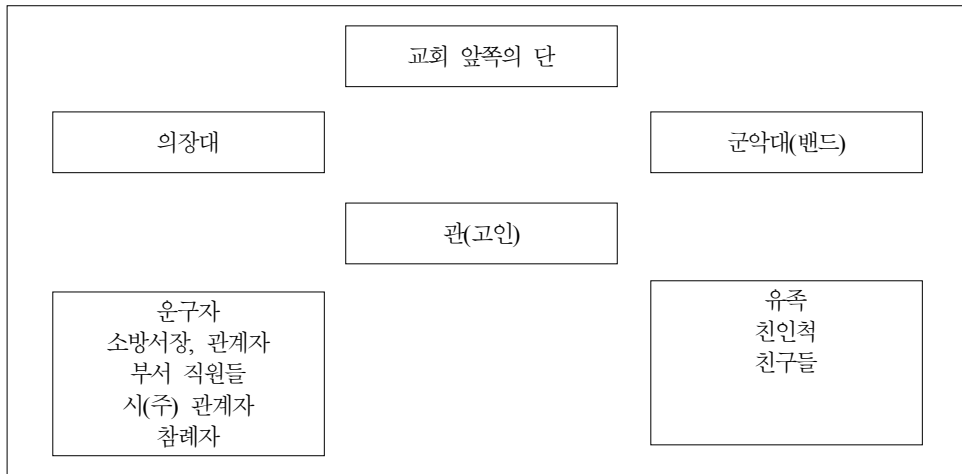 교회 앞쪽의 단
의장대
군악대(밴드)
관(고인)
운구자
소방서장, 관계자
부서 직원들
시(주) 관계자
참례자
유족
친인척
친구들